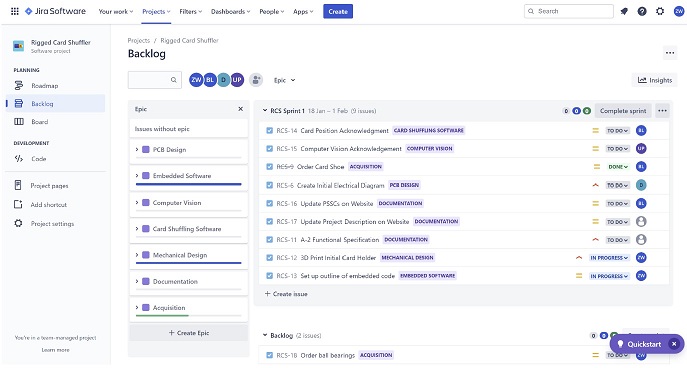 Jira Software
Your work
Projects
Filters
Dashboards
People
Apps
Create
Search
ZW
Rigged Card Shuffler
Software project
PLANNING
Roadmap
Backlog
Board
DEVELOPMENT
Code
Project pages
Add shortcut
Project settings
You're in a team-managed project
Learn more
Projects / Rigged Card Shuffler
Backlog
ZW BL D UP
Epic
Insights
Epic
Issues without epic
PCB Design
Embedded Software
Computer Vision
Card Shuffling Software
Mechanical Design
Documentation
Acquisition
+ Create Epic
RCS Sprint 1 18 Jan – 1 Feb (9 issues) 0 0 0 Complete sprint
RCS-14 Card Position Acknowledgment CARD SHUFFLING SOFTWARE TO DO BL
RCS-15 Computer Vision Acknowledgement COMPUTER VISION TO DO UP
RCS-9 Order Card Shoe ACQUISITION DONE BL
RCS-6 Create Initial Electrical Diagram PCB DESIGN TO DO D
RCS-16 Update PSSCs on Website DOCUMENTATION TO DO BL
RCS-17 Update Project Description on Website DOCUMENTATION TO DO
RCS-11 A-2 Functional Specification DOCUMENTATION TO DO
RCS-12 3D Print Initial Card Holder MECHANICAL DESIGN IN PROGRESS ZW
RCS-13 Set up outline of embedded code EMBEDDED SOFTWARE IN PROGRESS ZW
+ Create issue
Backlog (2 issues) 0 0
Quickstart
RCS-18 Order ball bearings ACQUISITION TO DO ZW